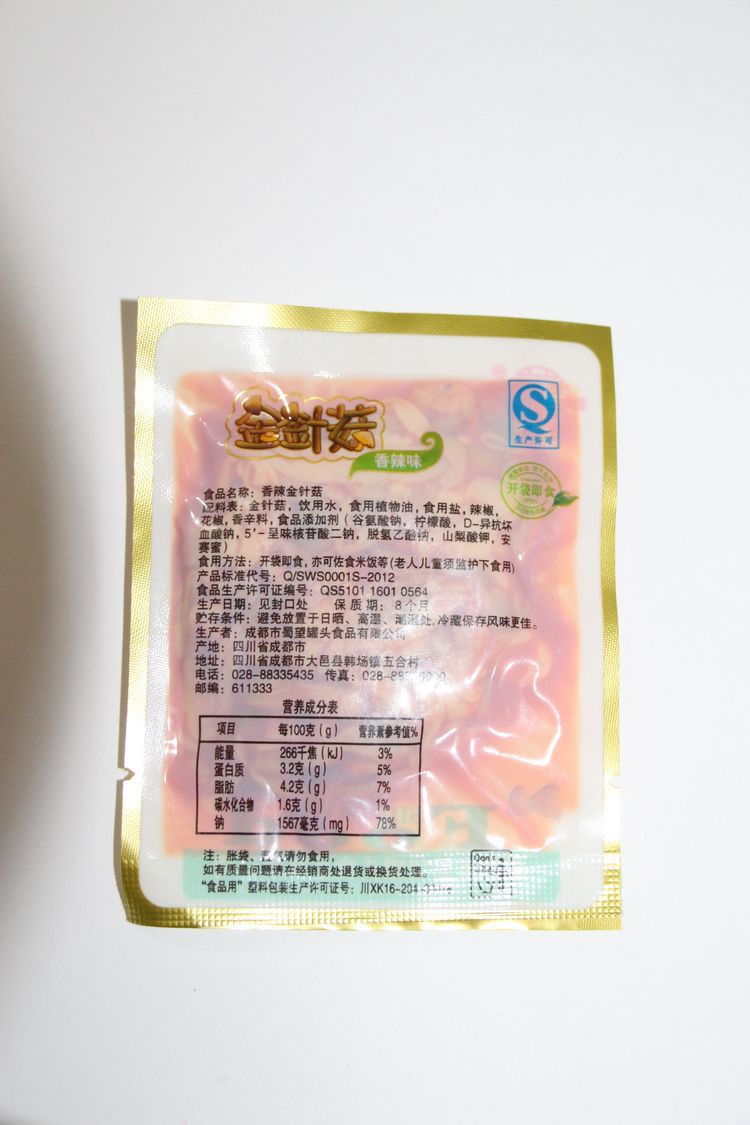 金针菇
香辣味
生产许可
开袋即食
食品名称：香辣金针菇
配料表：金针菇，饮用水，食用植物油，食用盐，辣椒，
花椒，香辛料，食品添加剂（谷氨酸钠，柠檬酸，D-异抗坏
血酸钠，5'-呈味核苷酸二钠，脱氢乙酸钠，山梨酸钾，安
赛蜜）
食用方法：开袋即食，亦可佐食米饭等(老人儿童须监护下食用)
产品标准代号：Q/SWS0001S-2012
食品生产许可证编号：QS5101 1601 0564
生产日期：见封口处 保质期：8个月
贮存条件：避免放置于日晒、高温、潮湿处,冷藏保存风味更佳。
生产者：成都市蜀望罐头食品有限公司
产地：四川省成都市
地址：四川省成都市大邑县韩场镇五合村
电话：028-88335435 传真：028-88
邮编：611333
营养成分表
项目 每100克(g) 营养素参考值%
能量 266千焦(kJ) 3%
蛋白质 3.2克(g) 5%
脂肪 4.2克(g) 7%
碳水化合物 1.6克(g) 1%
钠 1567毫克(mg) 78%
注：胀袋、漏气请勿食用，
如有质量问题请在经销商处退货或换货处理。
“食品用”塑料包装生产许可证号：川XK16-204